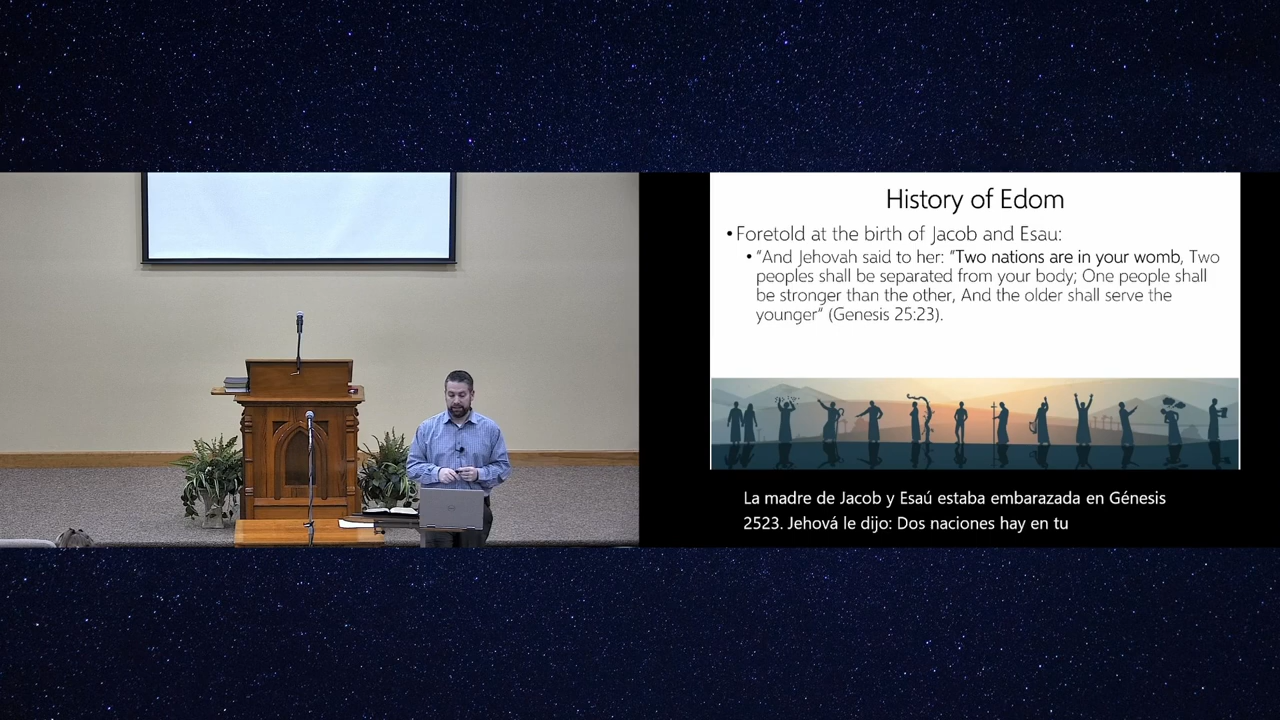 History of Edom
•Foretold at the birth of Jacob and Esau:
•"And Jehovah said to her: "Two nations are in your womb, Two
peoples shall be separated from your body; One people shall
be stronger than the other, And the older shall serve the
younger" (Genesis 25:23).
La madre de Jacob y Esaú estaba embarazada en Génesis
2523. Jehová le dijo: Dos naciones hay en tu